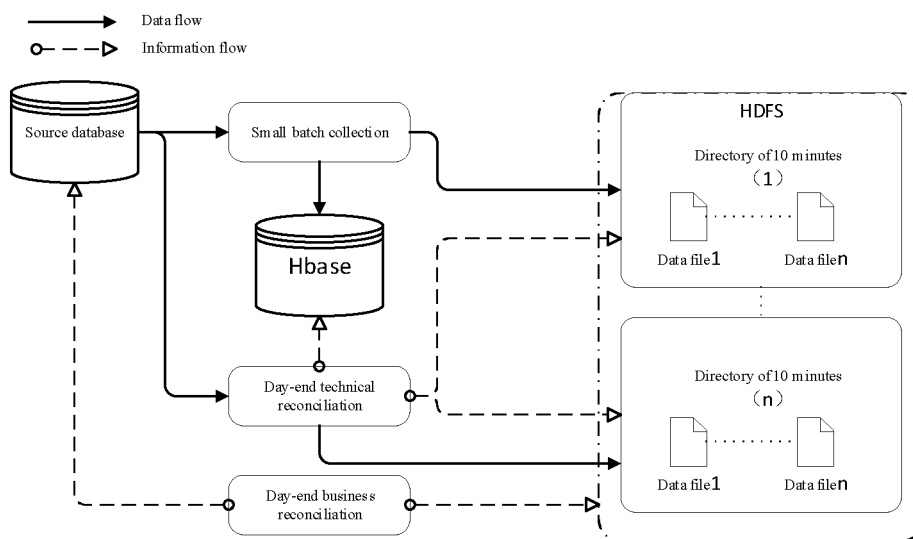 Data flow
Information flow
Source database
Small batch collection
HDFS
Directory of 10 minutes
（1）
Data file1
Data filen
Hbase
Day-end technical
reconciliation
Directory of 10 minutes
（n）
Data file1
Data filen
Day-end business
reconciliation